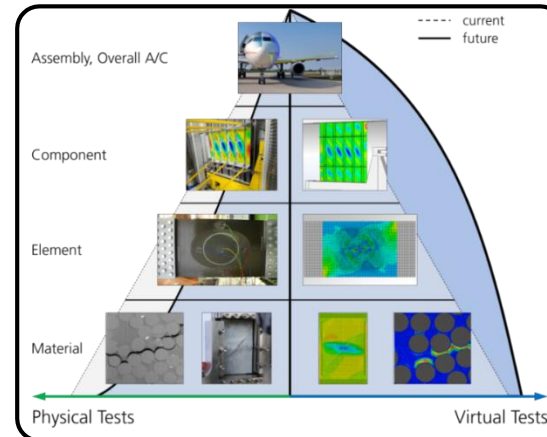 current
future
Assembly, Overall A/C
Component
Element
Material
Physical Tests
Virtual Tests